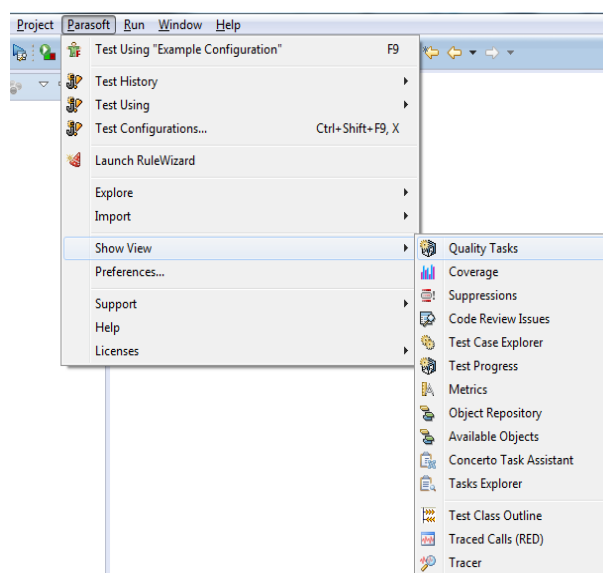 Project Parasoft Run Window Help
Test Using "Example Configuration" F9
Test History
Test Using
Test Configurations... Ctrl+Shift+F9, X
Launch RuleWizard
Explore
Import
Show View
Preferences...
Support
Help
Licenses
Quality Tasks
Coverage
Suppressions
Code Review Issues
Test Case Explorer
Test Progress
Metrics
Object Repository
Available Objects
Concerto Task Assistant
Tasks Explorer
Test Class Outline
Traced Calls (RED)
Tracer